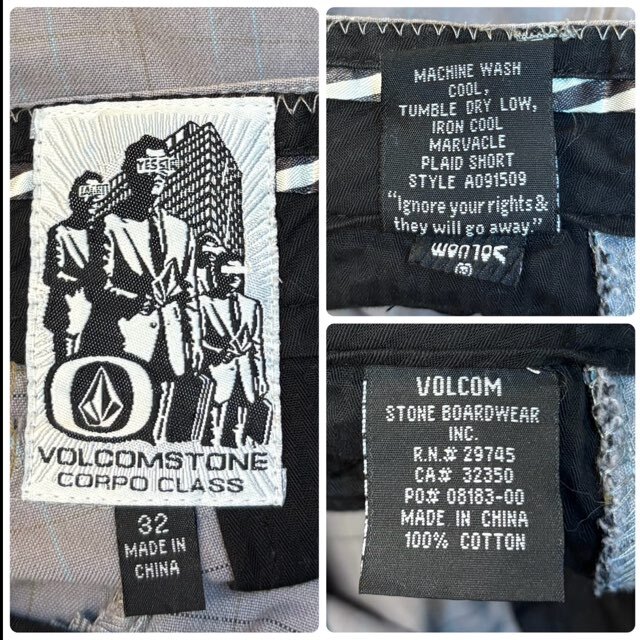 YES SIR
VOLCOMSTONE
CORPO CLASS
32
MADE IN
CHINA
MACHINE WASH
COOL,
TUMBLE DRY LOW,
IRON COOL
MARVACLE
PLAID SHORT
STYLE A091509
"Ignore your rights &
they will go away."
VOLCOM
VOLCOM
STONE BOARDWEAR
INC.
R.N.# 29745
CA# 32350
PO# 08183-00
MADE IN CHINA
100% COTTON